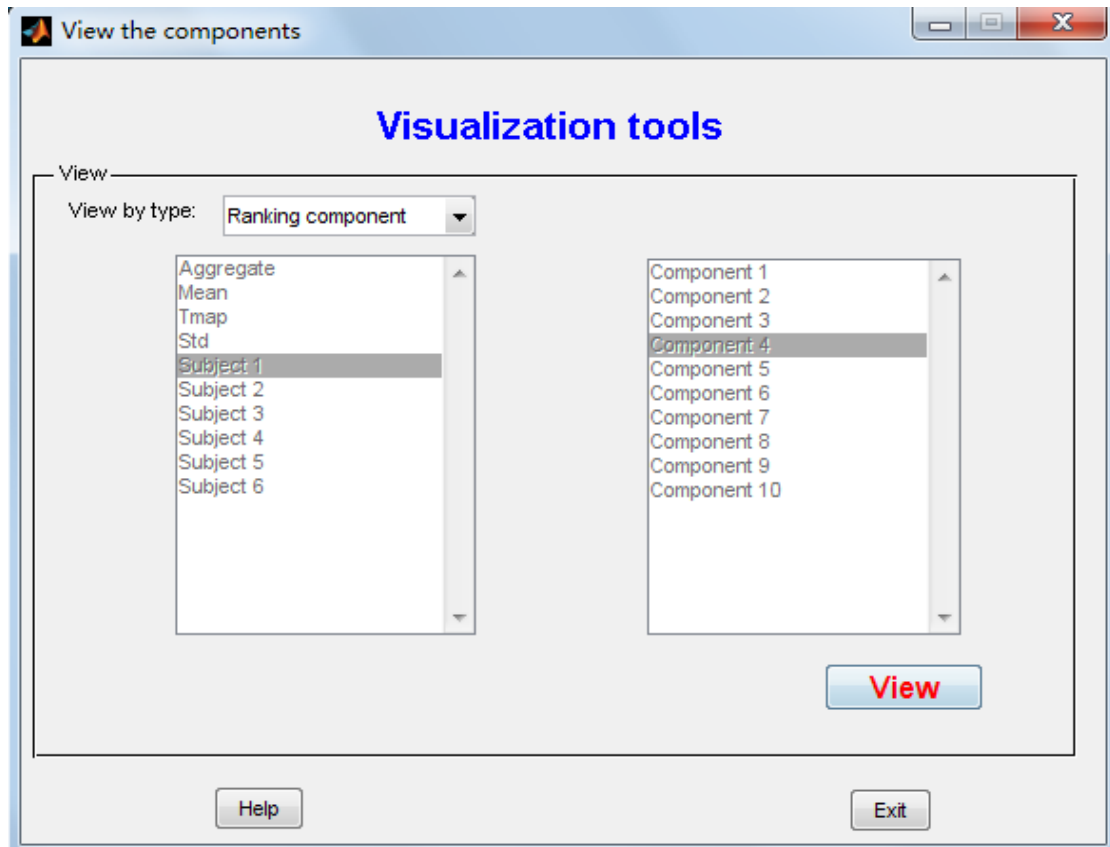 View the components
Visualization tools
View
View by type:
Ranking component
Aggregate
Mean
Tmap
Std
Subject 1
Subject 2
Subject 3
Subject 4
Subject 5
Subject 6
Component 1
Component 2
Component 3
Component 4
Component 5
Component 6
Component 7
Component 8
Component 9
Component 10
View
Help
Exit